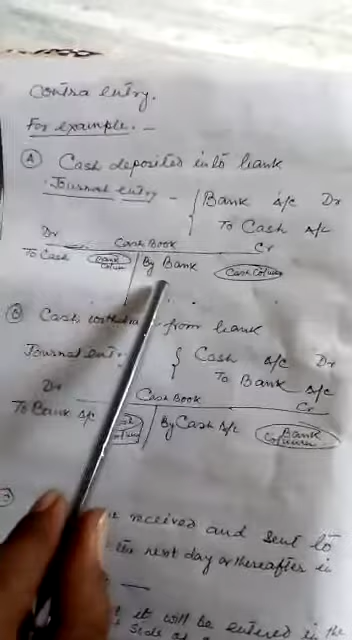 Contra entry.
For example. -
(A) Cash deposited into bank
Journal entry - { Bank A/c Dr
To Cash A/c
Dr Cash Book Cr
To Cash (Bank Column) By Bank (Cash Column)
Cash from bank
Journal { Cash A/c Dr
To Bank A/c
Dr Cash Book Cr
To Bank A/c By Cash A/c (Bank Column)
received and sent to
the next day or thereafter in
it will be entered in the
side of